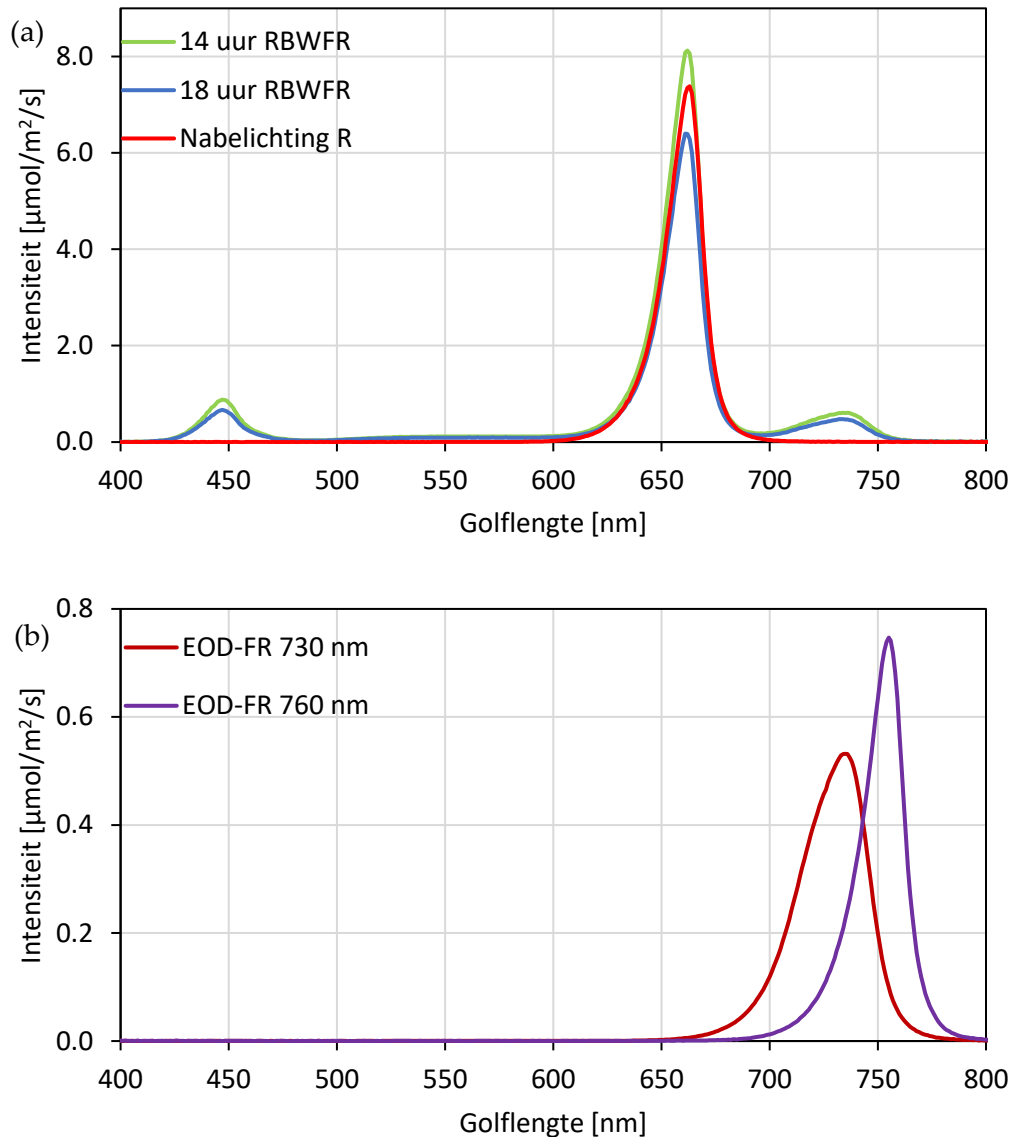 (a)
14 uur RBWFR
18 uur RBWFR
Nabelichting R
Intensiteit [µmol/m²/s]
8.0
6.0
4.0
2.0
0.0
400 450 500 550 600 650 700 750 800
Golflengte [nm]
(b)
EOD-FR 730 nm
EOD-FR 760 nm
Intensiteit [µmol/m²/s]
0.8
0.6
0.4
0.2
0.0
400 450 500 550 600 650 700 750 800
Golflengte [nm]